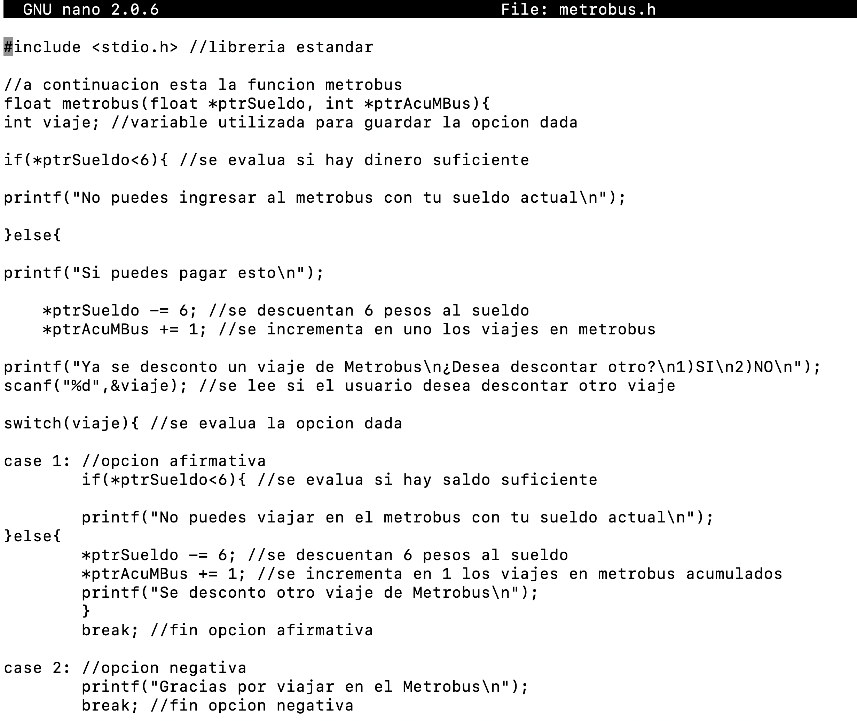 GNU nano 2.0.6 File: metrobus.h
#include <stdio.h> //libreria estandar
//a continuacion esta la funcion metrobus
float metrobus(float *ptrSueldo, int *ptrAcuMBus){
int viaje; //variable utilizada para guardar la opcion dada
if(*ptrSueldo<6){ //se evalua si hay dinero suficiente
printf("No puedes ingresar al metrobus con tu sueldo actual\n");
}else{
printf("Si puedes pagar esto\n");
*ptrSueldo -= 6; //se descuentan 6 pesos al sueldo
*ptrAcuMBus += 1; //se incrementa en uno los viajes en metrobus
printf("Ya se desconto un viaje de Metrobus\n¿Desea descontar otro?\n1)SI\n2)NO\n");
scanf("%d",&viaje); //se lee si el usuario desea descontar otro viaje
switch(viaje){ //se evalua la opcion dada
case 1: //opcion afirmativa
if(*ptrSueldo<6){ //se evalua si hay saldo suficiente
printf("No puedes viajar en el metrobus con tu sueldo actual\n");
}else{
*ptrSueldo -= 6; //se descuentan 6 pesos al sueldo
*ptrAcuMBus += 1; //se incrementa en 1 los viajes en metrobus acumulados
printf("Se desconto otro viaje de Metrobus\n");
}
break; //fin opcion afirmativa
case 2: //opcion negativa
printf("Gracias por viajar en el Metrobus\n");
break; //fin opcion negativa